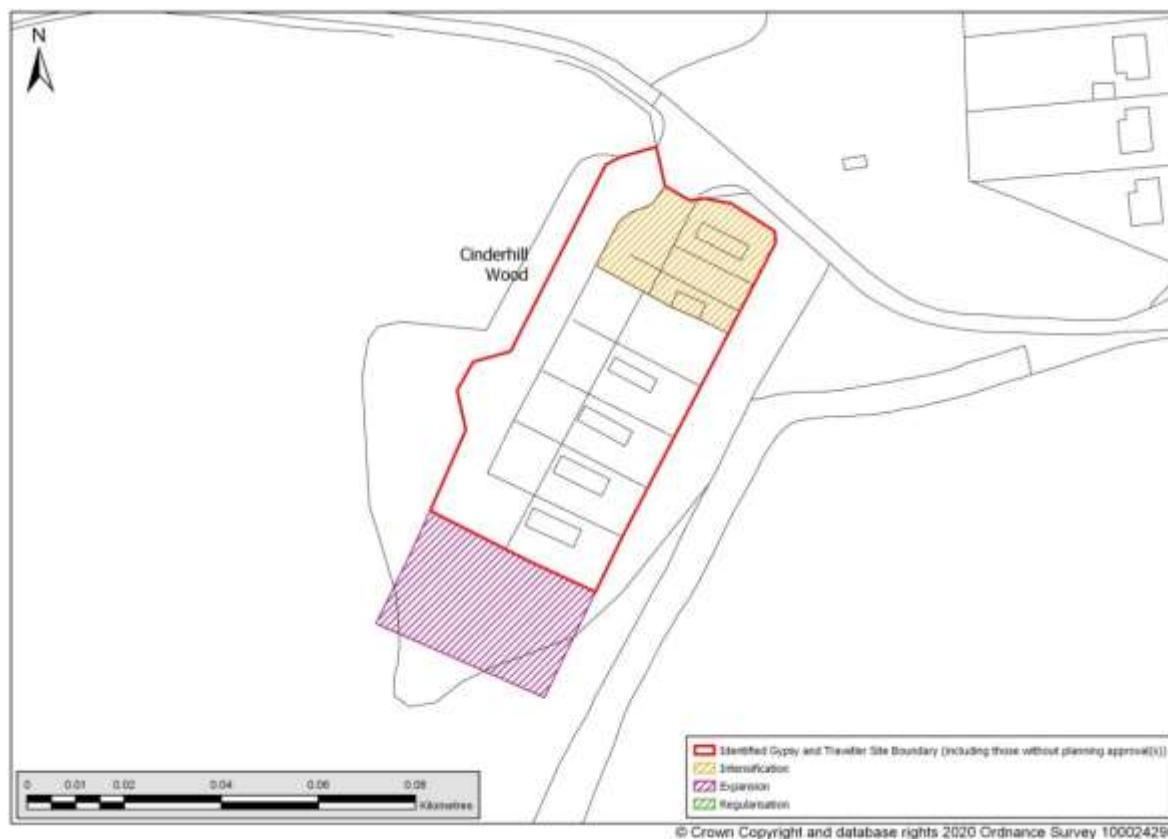 N
Cinderhill
Wood
0 0.01 0.02 0.04 0.06 0.08
Kilometres
Identified Gypsy and Traveller Site Boundary (including those without planning approval(s))
Intensification
Expansion
Regularisation
© Crown Copyright and database rights 2020 Ordnance Survey